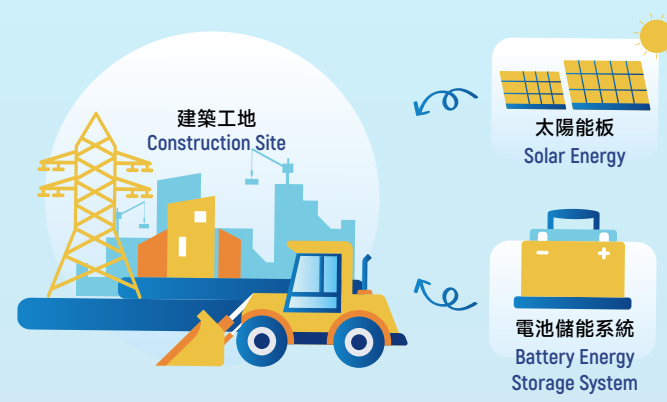 建築工地
Construction Site
太陽能板
Solar Energy
電池儲能系統
Battery Energy
Storage System